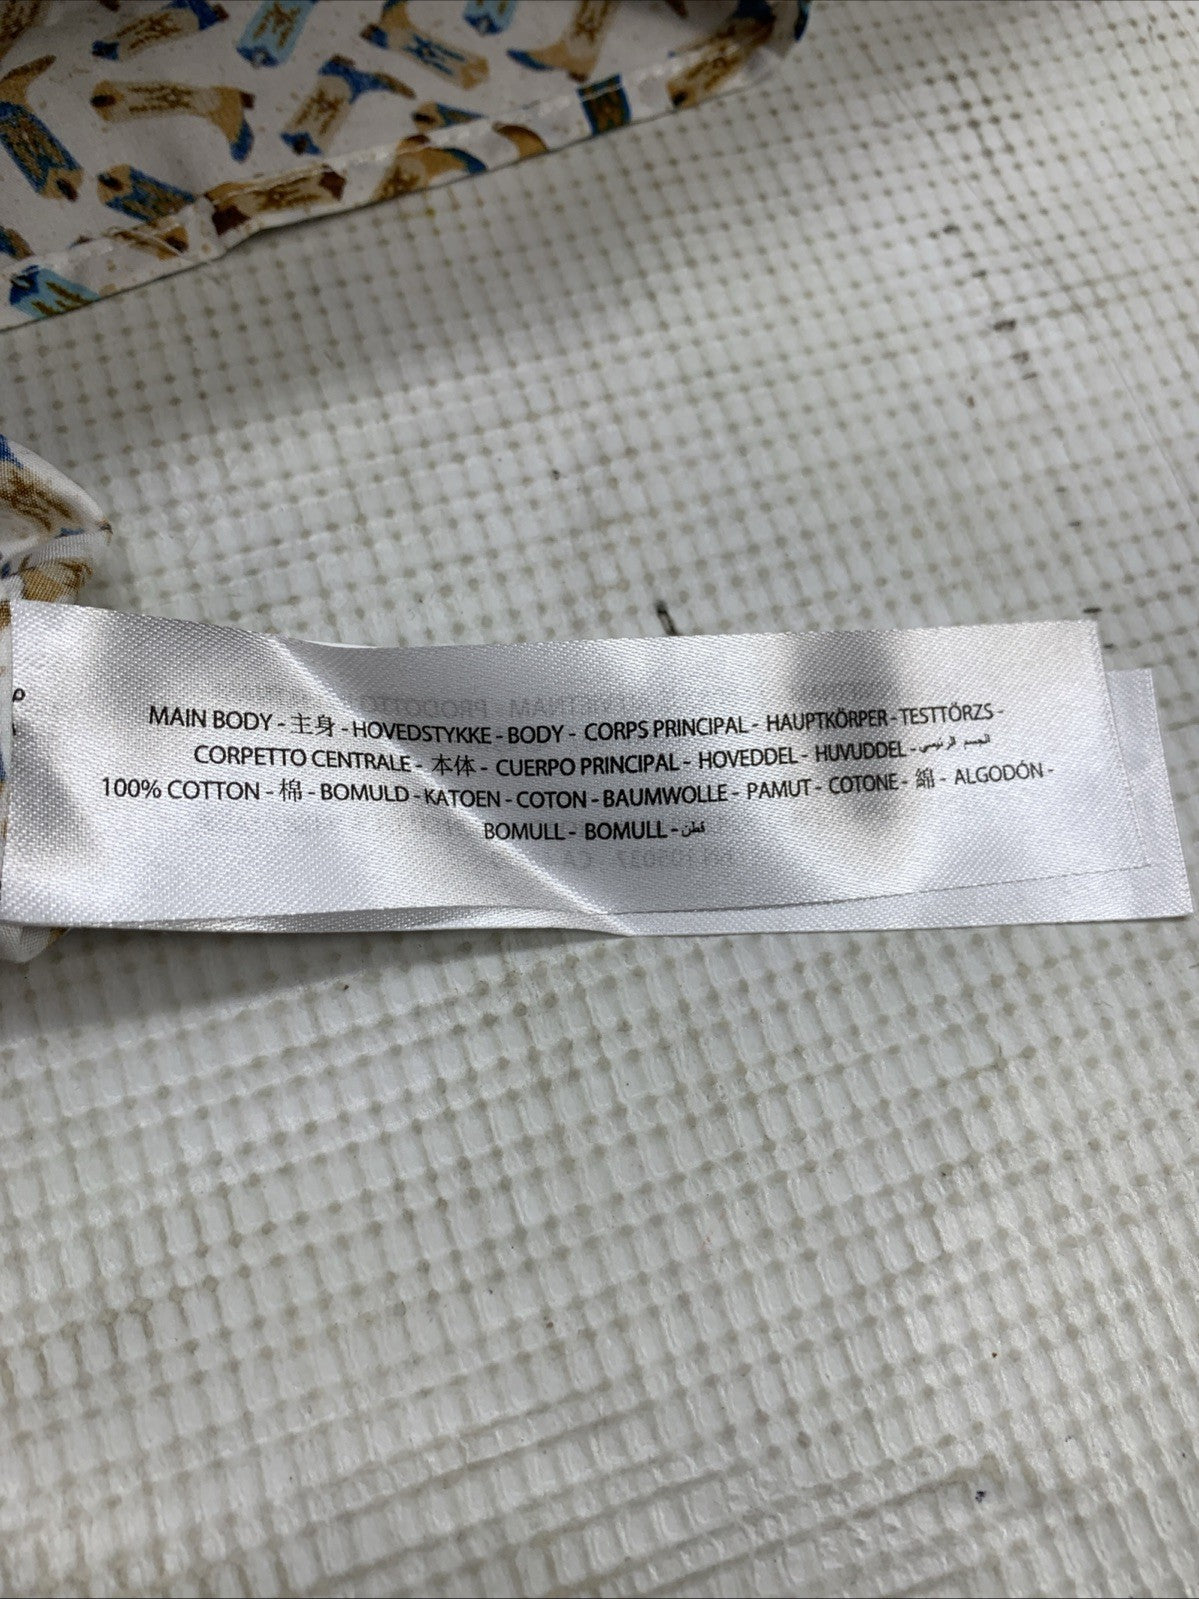 MAIN BODY - 主身 - HOVEDSTYKKE - BODY - CORPS PRINCIPAL - HAUPTKÖRPER - TESTTÖRZS -
CORPETTO CENTRALE - 本体 - CUERPO PRINCIPAL - HOVEDDEL - HUVUDDEL - الجسم الرئيسي
100% COTTON - 棉 - BOMULD - KATOEN - COTON - BAUMWOLLE - PAMUT - COTONE - 綿 - ALGODÓN -
BOMULL - BOMULL - قطن